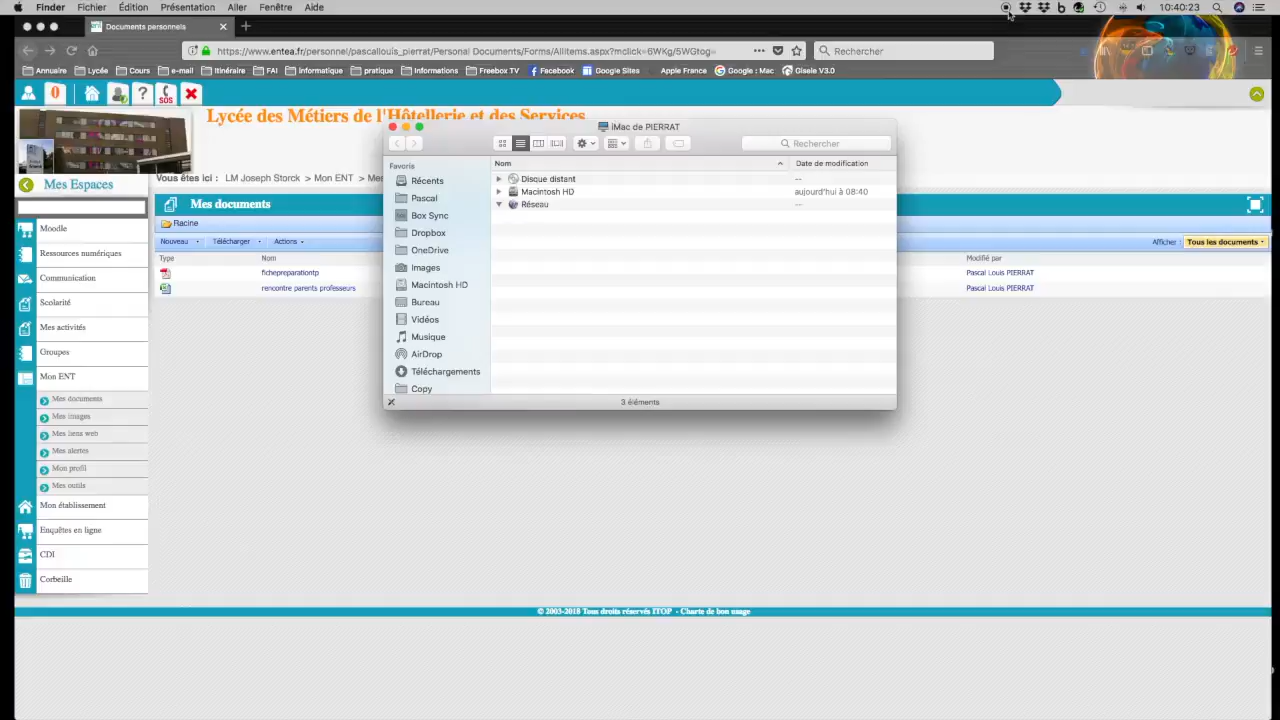 Finder Fichier Édition Présentation Aller Fenêtre Aide 10:40:23
Documents personnels
https://www.entea.fr/personnel/pascallouis_pierrat/Personal Documents/Forms/AllItems.aspx?mclick=6WKg/5WGtog Rechercher
Annuaire Lycée Cours e-mail Itinéraire FAI Informatique pratique Informations Freebox TV Facebook Google Sites Apple France Google : Mac Gisele V3.0
0 ? SOS
Lycée des Métiers de l'Hôtellerie et des Services
Mes Espaces
Vous êtes ici : LM Joseph Storck > Mon ENT > Me
Mes documents
Racine
Nouveau Télécharger Actions Afficher : Tous les documents
Type Nom Modifié par
fichepreparationtp Pascal Louis PIERRAT
rencontre parents professeurs Pascal Louis PIERRAT
Moodle
Ressources numériques
Communication
Scolarité
Mes activités
Groupes
Mon ENT
Mes documents
Mes images
Mes liens web
Mes alertes
Mon profil
Mes outils
Mon établissement
Enquêtes en ligne
CDI
Corbeille
iMac de PIERRAT
Rechercher
Favoris
Récents
Pascal
Box Sync
Dropbox
OneDrive
Images
Macintosh HD
Bureau
Vidéos
Musique
AirDrop
Téléchargements
Copy
Nom Date de modification
Disque distant --
Macintosh HD aujourd'hui à 08:40
Réseau --
3 éléments
© 2003-2018 Tous droits réservés ITOP - Charte de bon usage